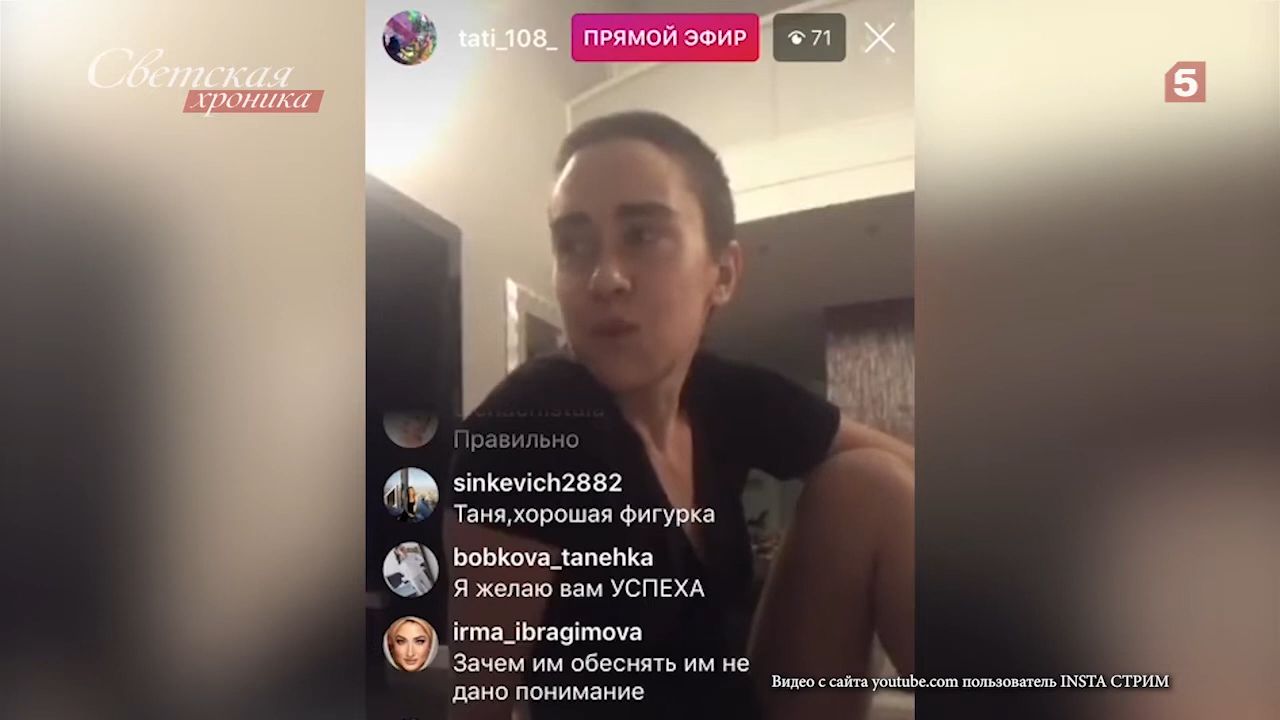 Светская
хроника
5
tati_108_ ПРЯМОЙ ЭФИР 71
Правильно
sinkevich2882
Таня,хорошая фигурка
bobkova_tanehka
Я желаю вам УСПЕХА
irma_ibragimova
Зачем им обеснять им не
дано понимание
Видео с сайта youtube.com пользователь INSTA СТРИМ